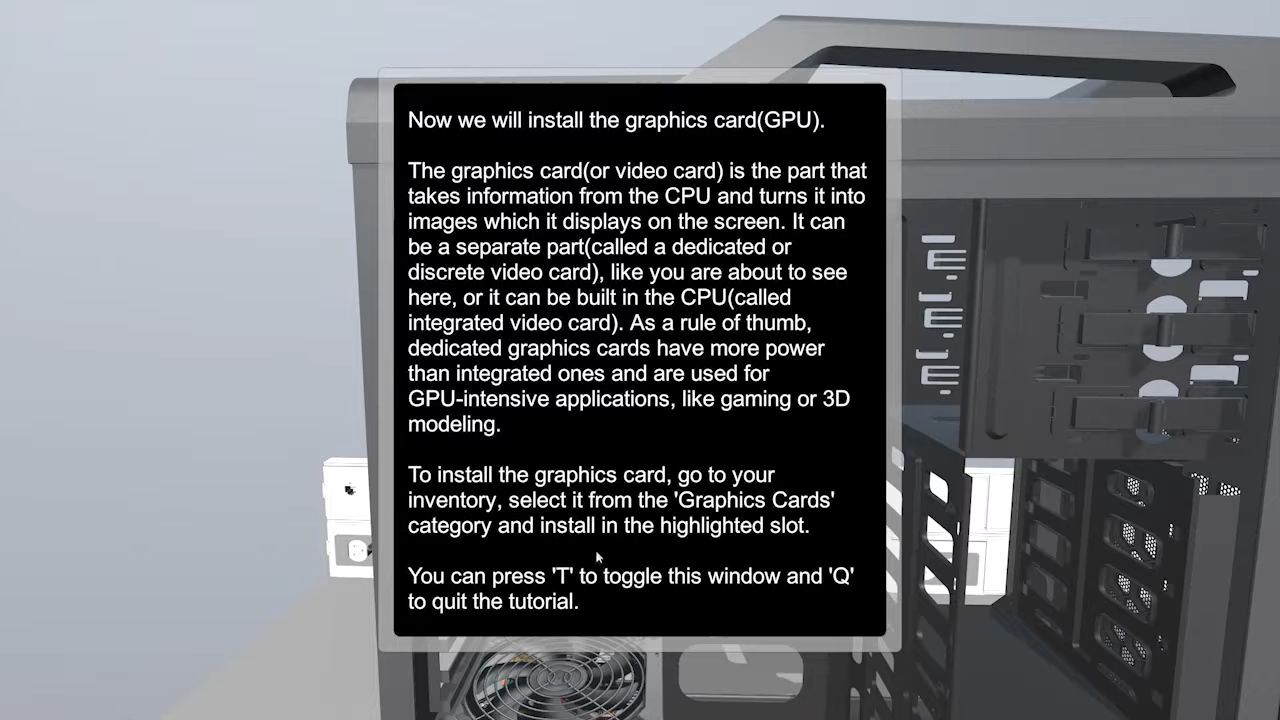 Now we will install the graphics card(GPU).
The graphics card(or video card) is the part that
takes information from the CPU and turns it into
images which it displays on the screen. It can
be a separate part(called a dedicated or
discrete video card), like you are about to see
here, or it can be built in the CPU(called
integrated video card). As a rule of thumb,
dedicated graphics cards have more power
than integrated ones and are used for
GPU-intensive applications, like gaming or 3D
modeling.
To install the graphics card, go to your
inventory, select it from the 'Graphics Cards'
category and install in the highlighted slot.
You can press 'T' to toggle this window and 'Q'
to quit the tutorial.